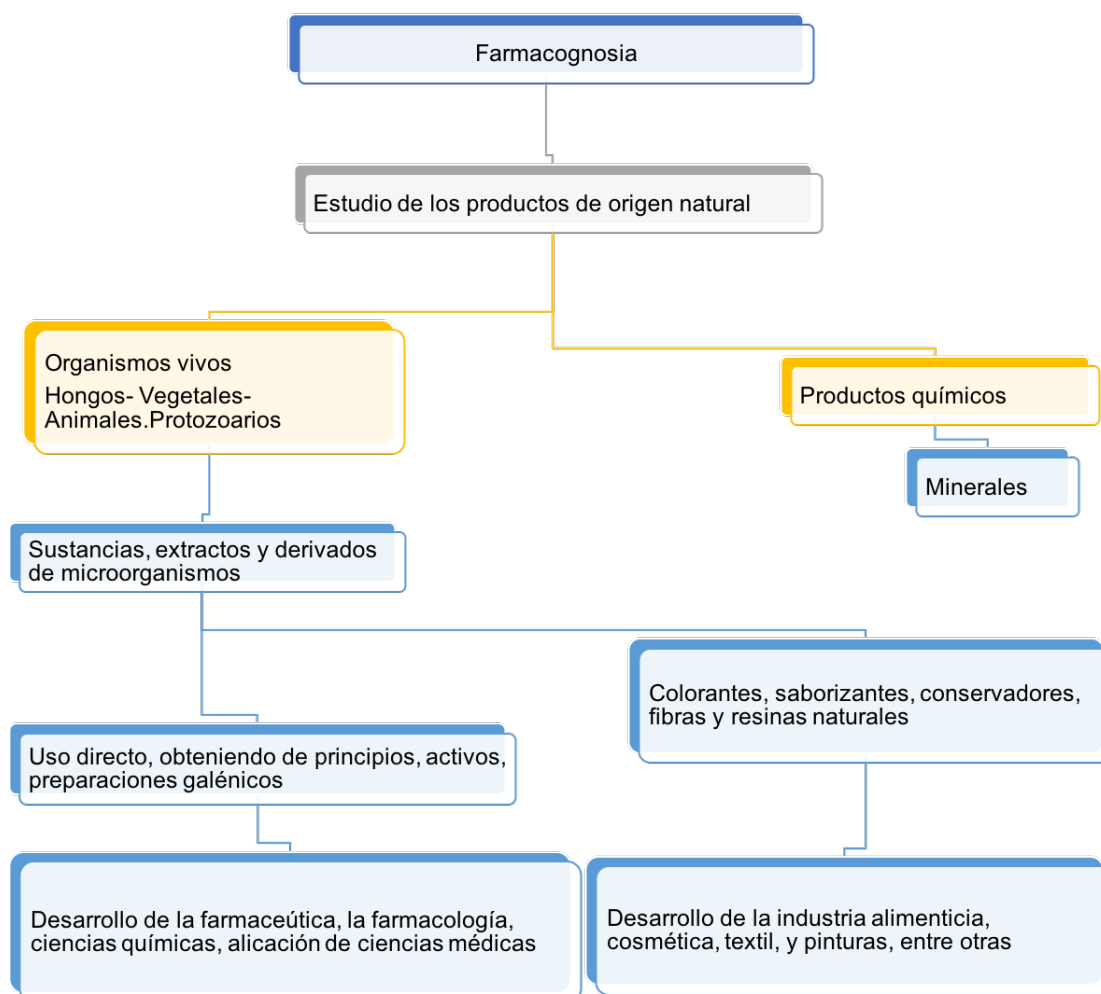 Farmacognosia
Estudio de los productos de origen natural
Organismos vivos
Hongos- Vegetales-
Animales.Protozoarios
Productos químicos
Minerales
Sustancias, extractos y derivados
de microorganismos
Colorantes, saborizantes, conservadores,
fibras y resinas naturales
Uso directo, obteniendo de principios, activos,
preparaciones galénicos
Desarrollo de la farmaceútica, la farmacología,
ciencias químicas, alicación de ciencias médicas
Desarrollo de la industria alimenticia,
cosmética, textil, y pinturas, entre otras